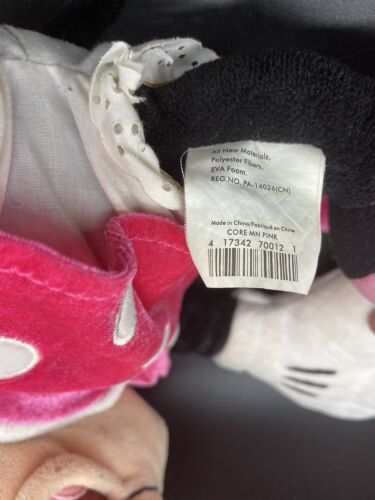 All New Materials,
Polyester Fibers,
EVA Foam.
REG NO. PA-14026(CN)
Made in China/Fabriqué en Chine
CORE MN PINK
4 17342 70012 1